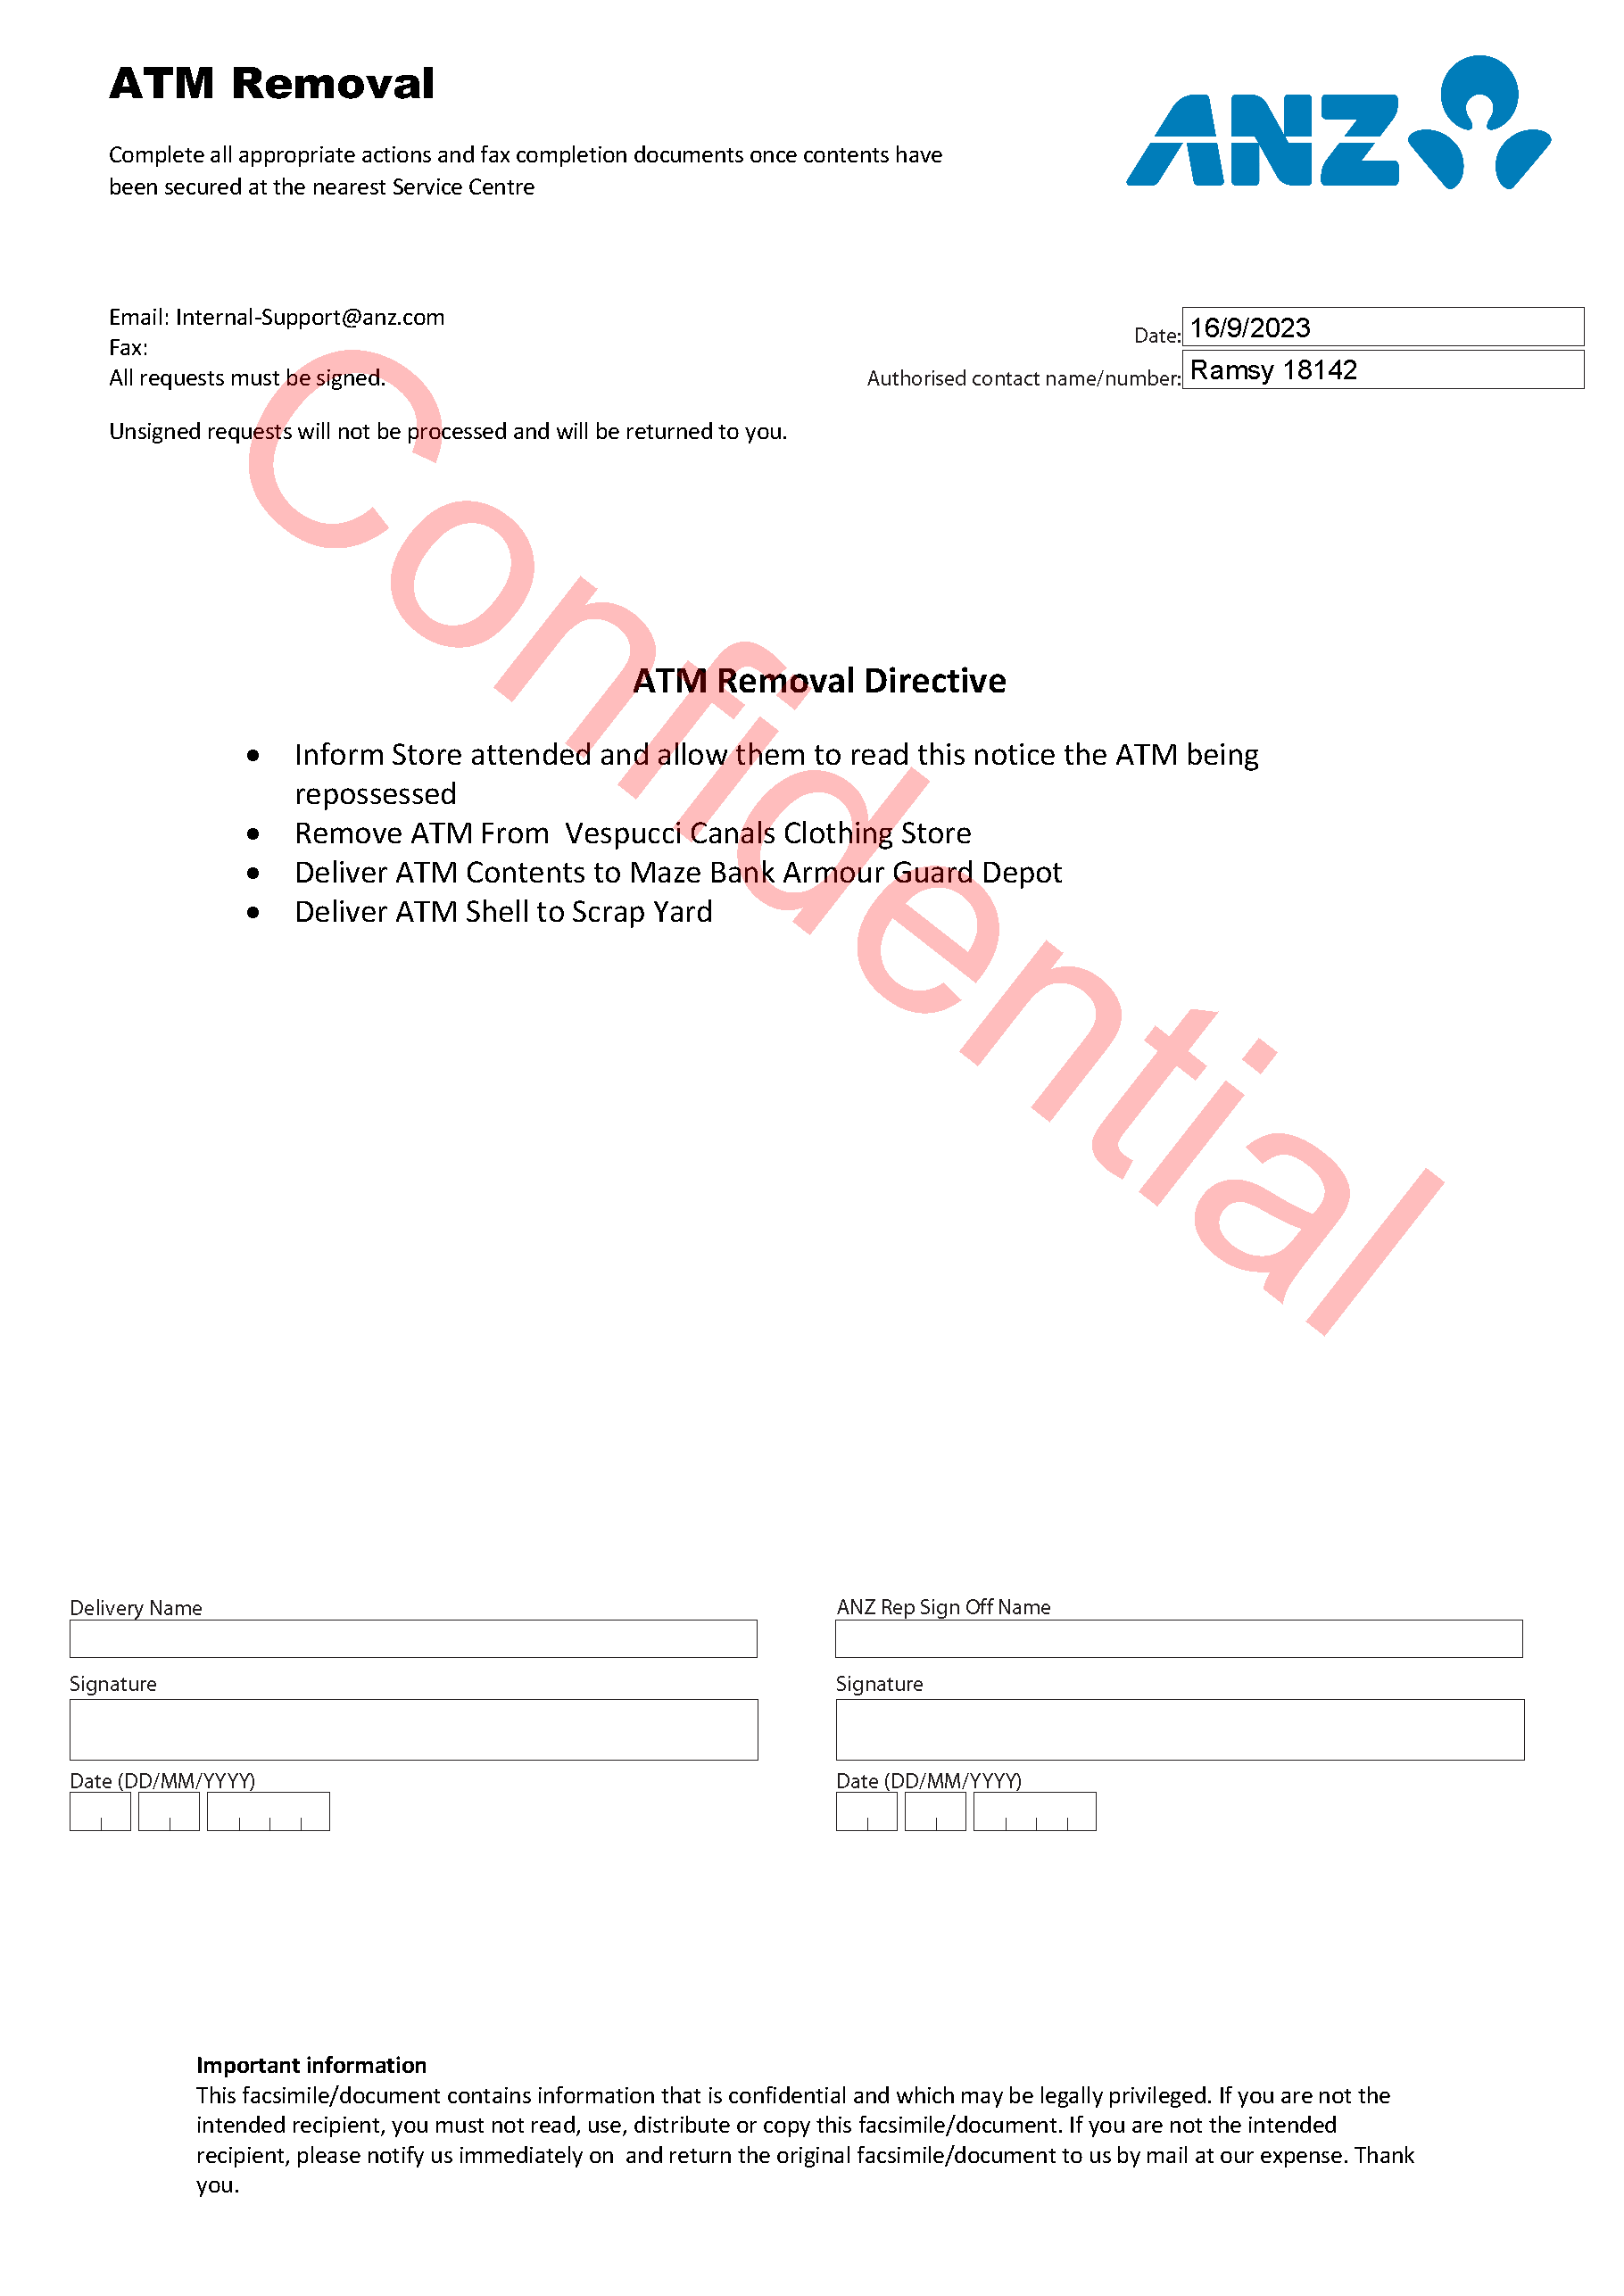 ATM Removal
ANZ
Complete all appropriate actions and fax completion documents once contents have
been secured at the nearest Service Centre
Email: Internal-Support@anz.com
Fax:
All requests must be signed.
Date: 16/9/2023
Authorised contact name/number: Ramsy 18142
Unsigned requests will not be processed and will be returned to you.
Confidential
ATM Removal Directive
• Inform Store attended and allow them to read this notice the ATM being
repossessed
• Remove ATM From  Vespucci Canals Clothing Store
• Deliver ATM Contents to Maze Bank Armour Guard Depot
• Deliver ATM Shell to Scrap Yard
Delivery Name
Signature
Date (DD/MM/YYYY)
ANZ Rep Sign Off Name
Signature
Date (DD/MM/YYYY)
Important information
This facsimile/document contains information that is confidential and which may be legally privileged. If you are not the
intended recipient, you must not read, use, distribute or copy this facsimile/document. If you are not the intended
recipient, please notify us immediately on  and return the original facsimile/document to us by mail at our expense. Thank
you.